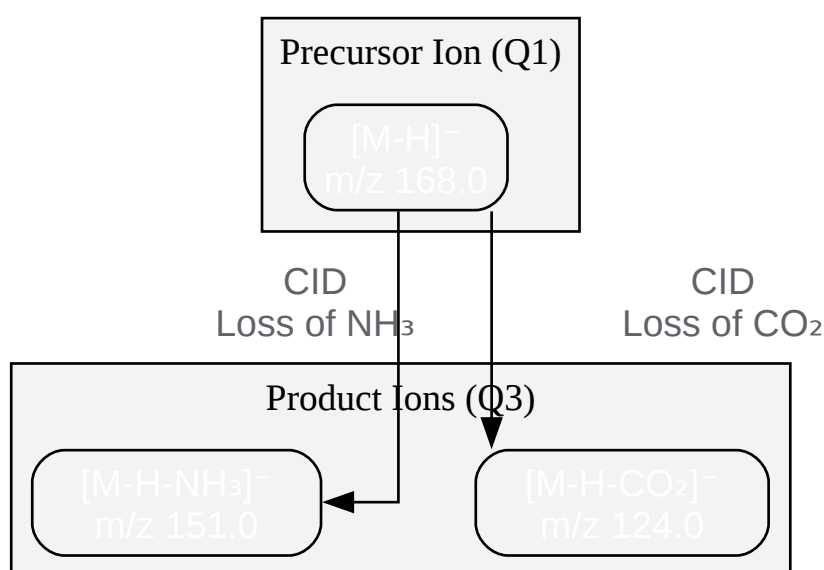 Precursor Ion (Q1)
[M-H]⁻
m/z 168.0
CID
Loss of NH₃
CID
Loss of CO₂
Product Ions (Q3)
[M-H-NH₃]⁻
m/z 151.0
[M-H-CO₂]⁻
m/z 124.0